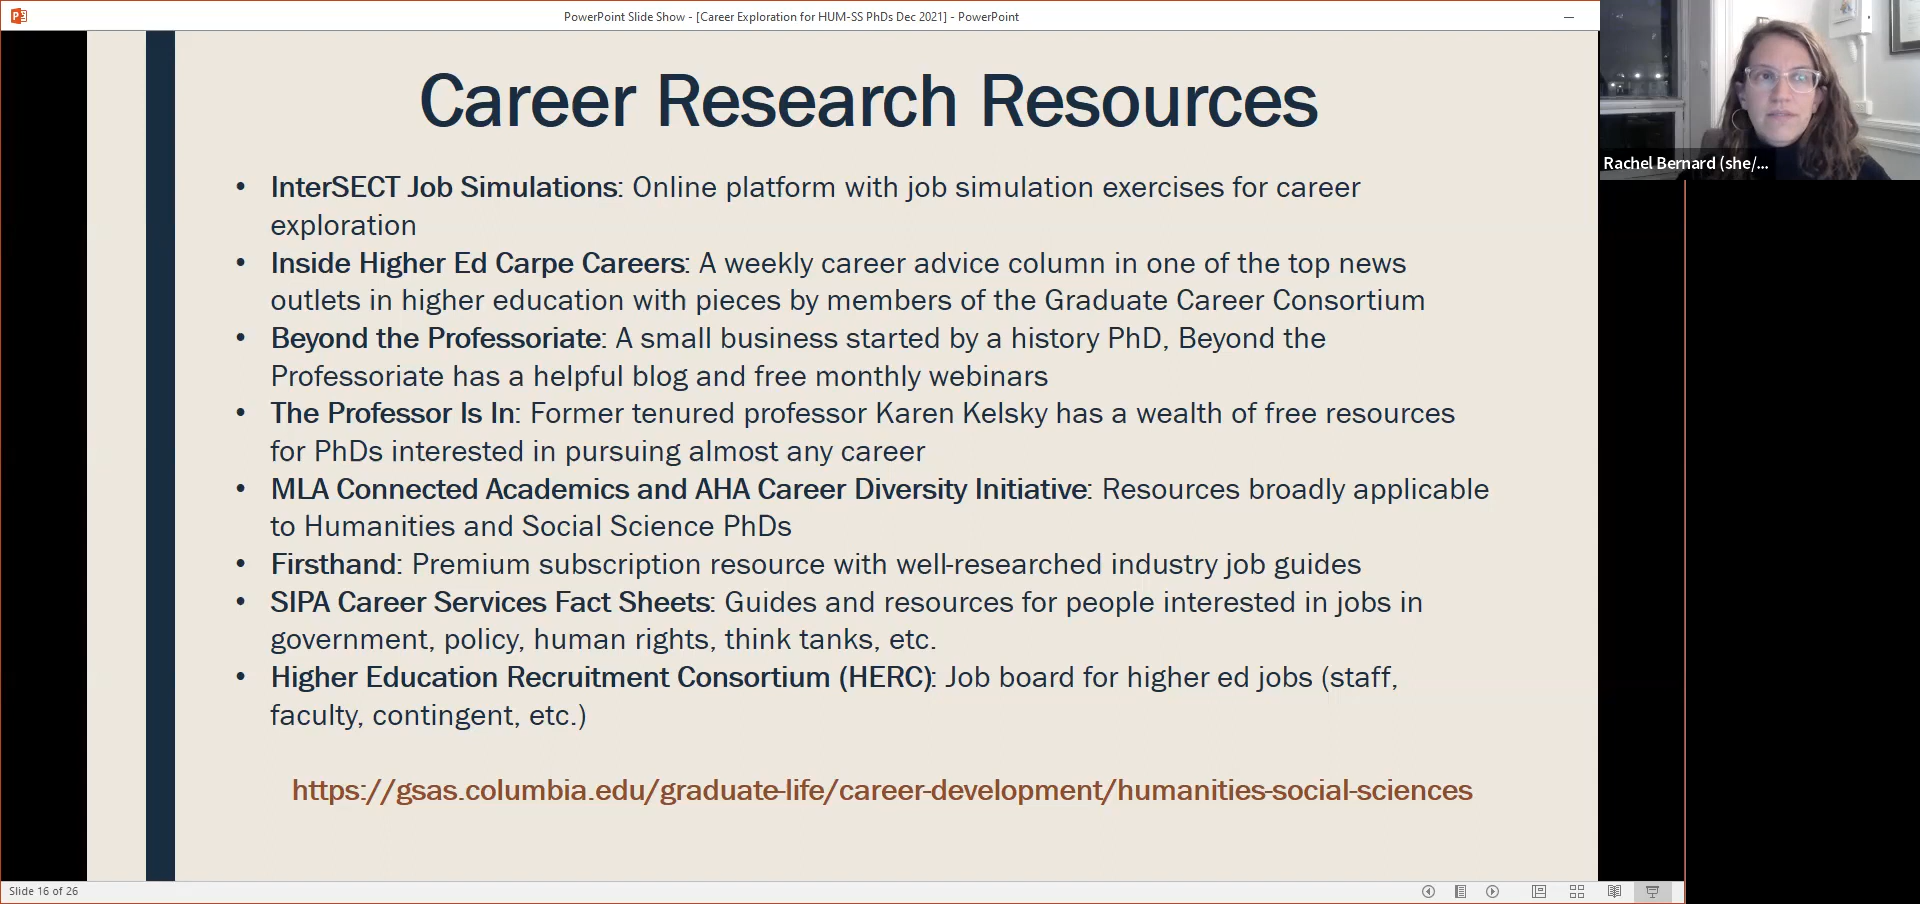 PowerPoint Slide Show - [Career Exploration for HUM-SS PhDs Dec 2021] - PowerPoint
Career Research Resources
• InterSECT Job Simulations: Online platform with job simulation exercises for career
exploration
• Inside Higher Ed Carpe Careers: A weekly career advice column in one of the top news
outlets in higher education with pieces by members of the Graduate Career Consortium
• Beyond the Professoriate: A small business started by a history PhD, Beyond the
Professoriate has a helpful blog and free monthly webinars
• The Professor Is In: Former tenured professor Karen Kelsky has a wealth of free resources
for PhDs interested in pursuing almost any career
• MLA Connected Academics and AHA Career Diversity Initiative: Resources broadly applicable
to Humanities and Social Science PhDs
• Firsthand: Premium subscription resource with well-researched industry job guides
• SIPA Career Services Fact Sheets: Guides and resources for people interested in jobs in
government, policy, human rights, think tanks, etc.
• Higher Education Recruitment Consortium (HERC): Job board for higher ed jobs (staff,
faculty, contingent, etc.)
https://gsas.columbia.edu/graduate-life/career-development/humanities-social-sciences
Slide 16 of 26
Rachel Bernard (she/...